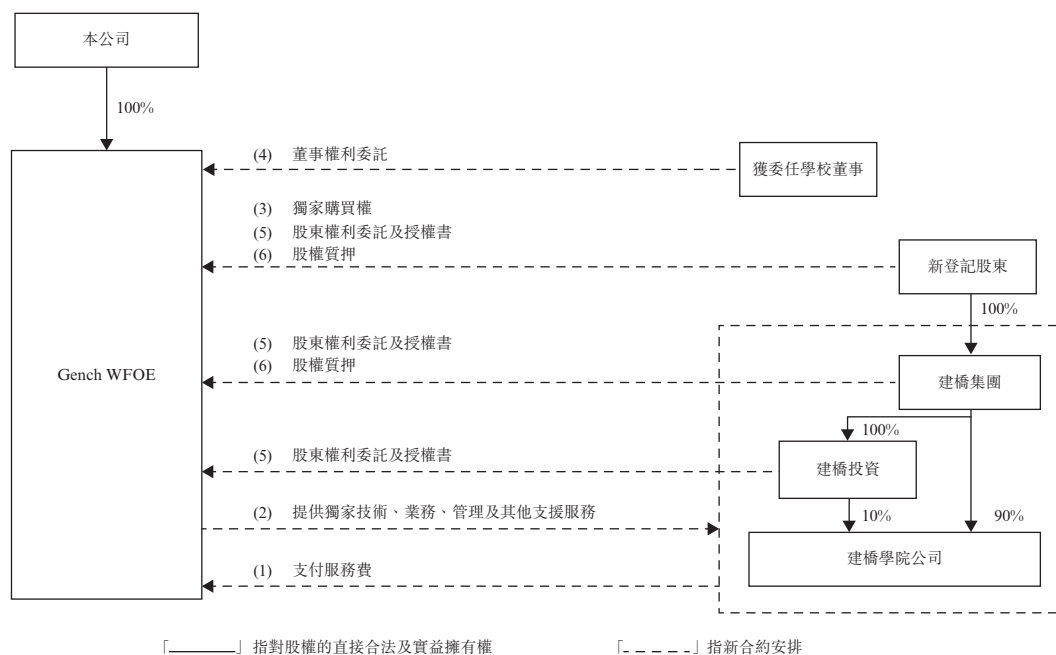 本公司
100%
(4) 董事權利委託
獲委任學校董事
(3) 獨家購買權
(5) 股東權利委託及授權書
(6) 股權質押
新登記股東
100%
(5) 股東權利委託及授權書
(6) 股權質押
Gench WFOE
建橋集團
100%
(5) 股東權利委託及授權書
建橋投資
(2) 提供獨家技術、業務、管理及其他支援服務
10%
90%
建橋學院公司
(1) 支付服務費
「———」指對股權的直接合法及實益擁有權
「－－－－」指新合約安排